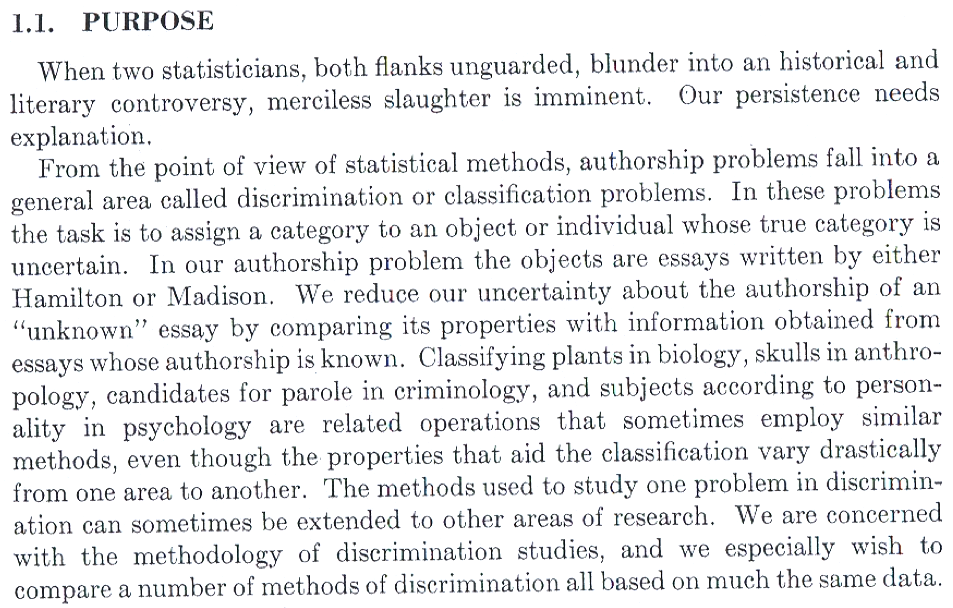 1.1. PURPOSE
When two statisticians, both flanks unguarded, blunder into an historical and
literary controversy, merciless slaughter is imminent. Our persistence needs
explanation.
From the point of view of statistical methods, authorship problems fall into a
general area called discrimination or classification problems. In these problems
the task is to assign a category to an object or individual whose true category is
uncertain. In our authorship problem the objects are essays written by either
Hamilton or Madison. We reduce our uncertainty about the authorship of an
“unknown” essay by comparing its properties with information obtained from
essays whose authorship is known. Classifying plants in biology, skulls in anthro-
pology, candidates for parole in criminology, and subjects according to person-
ality in psychology are related operations that sometimes employ similar
methods, even though the properties that aid the classification vary drastically
from one area to another. The methods used to study one problem in discrimin-
ation can sometimes be extended to other areas of research. We are concerned
with the methodology of discrimination studies, and we especially wish to
compare a number of methods of discrimination all based on much the same data.